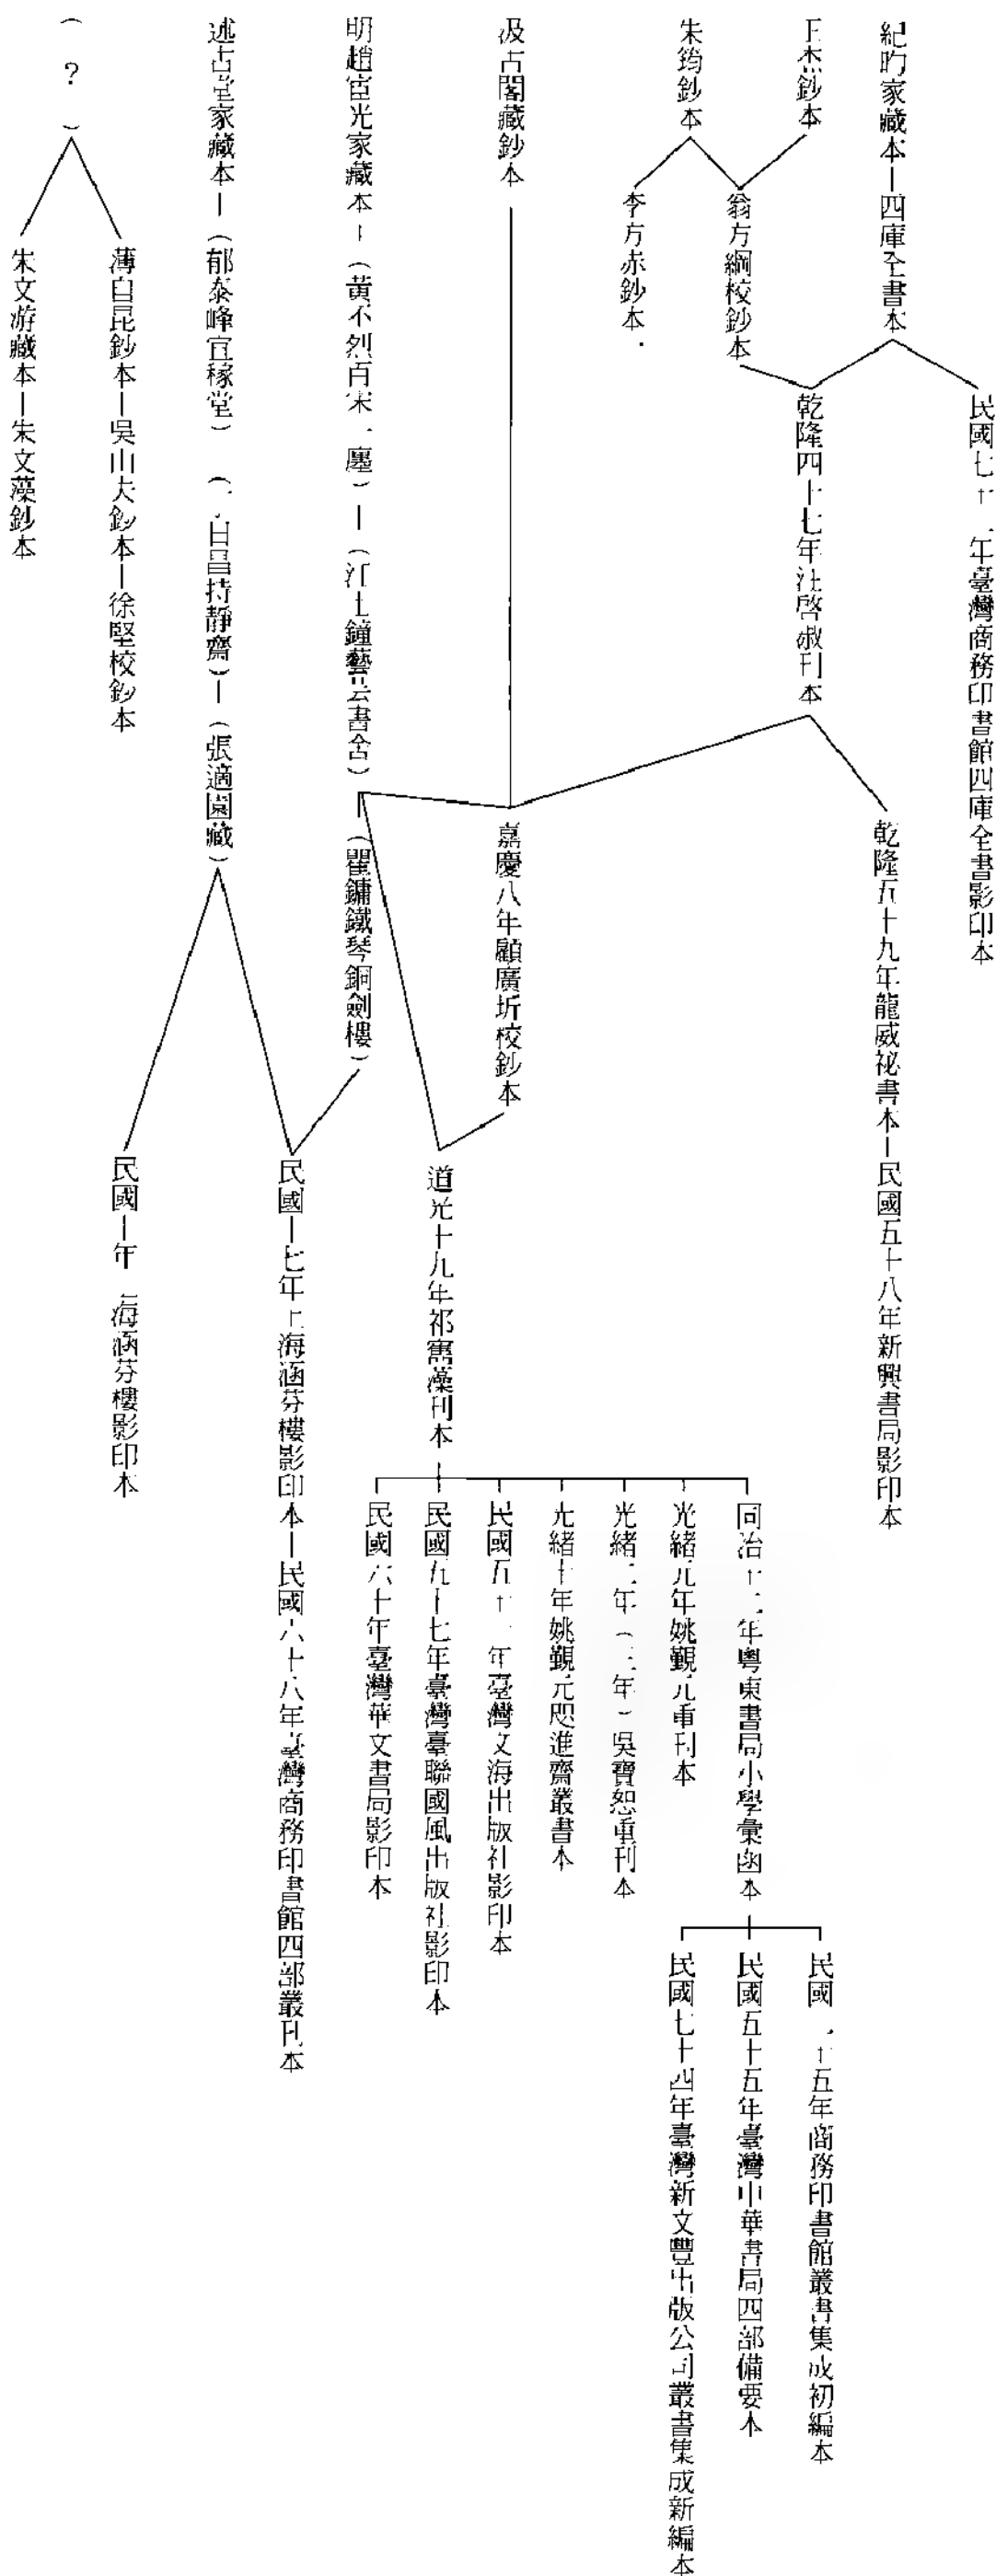 紀昀家藏本—四庫全書本
民國七十一年臺灣商務印書館四庫全書影印本
王杰鈔本
朱筠鈔本
翁方綱校鈔本
李方赤鈔本
乾隆四十七年汪啓淑刊本
乾隆五十九年龍威祕書本—民國五十八年新興書局影印本
汲古閣藏鈔本
嘉慶八年顧廣圻校鈔本
明趙宧光家藏本—(黃丕烈百宋一廛)—(汪士鐘藝芸書舍)—(瞿鏞鐵琴銅劍樓)
道光十九年祁寯藻刊本
同治十二年粵東書局小學彙函本
民國 十五年商務印書館叢書集成初編本
民國五十五年臺灣中華書局四部備要本
民國七十四年臺灣新文豐出版公司叢書集成新編本
光緒元年姚覲元重刊本
光緒二年(三年)吳寶恕重刊本
光緒十年姚覲元咫進齋叢書本
民國五十一年臺灣文海出版社影印本
民國五十七年臺灣臺聯國風出版社影印本
民國六十年臺灣華文書局影印本
述古堂家藏本—(郁泰峰宜稼堂) ( 日昌持靜齋)—(張適園藏)
民國一七年上海涵芬樓影印本—民國六十八年臺灣商務印書館四部叢刊本
民國一年 海涵芬樓影印本
(?)
薄自昆鈔本—吳山夫鈔本—徐堅校鈔本
朱文游藏本—朱文藻鈔本